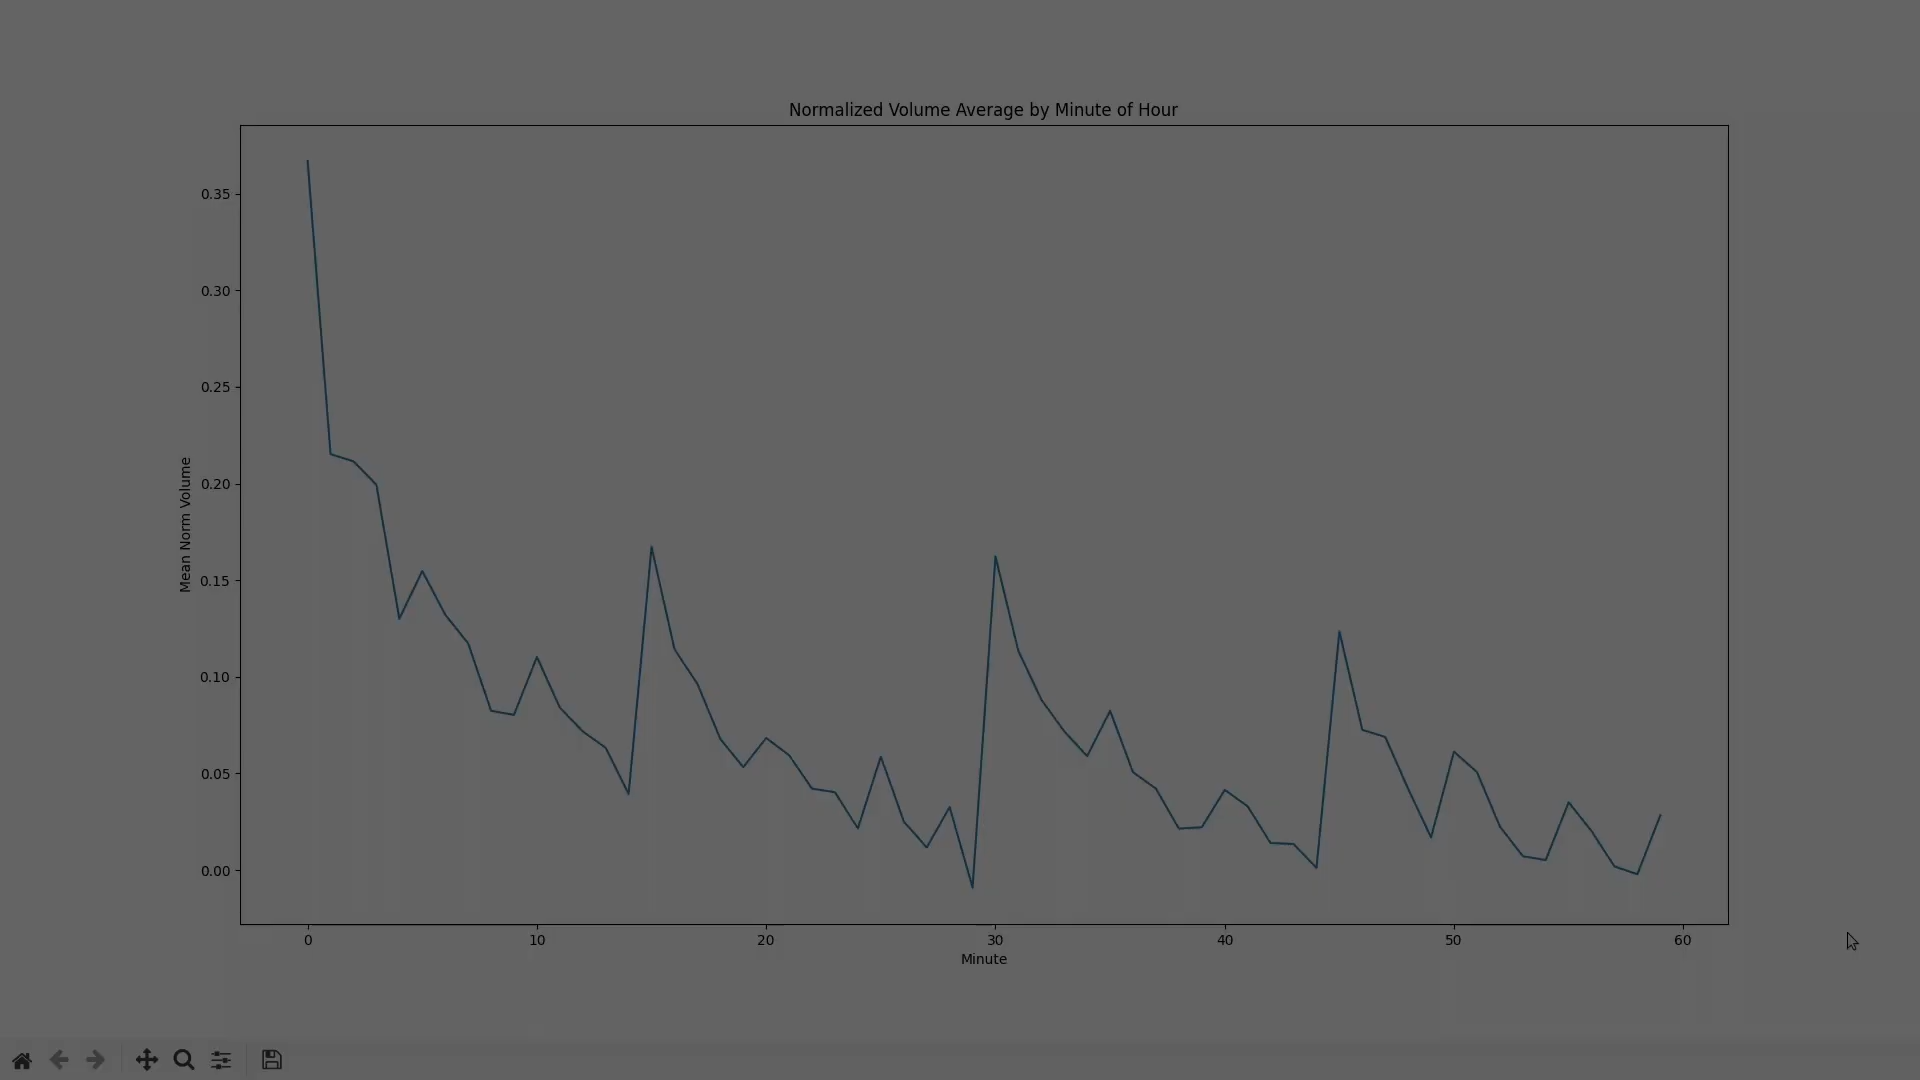 Normalized Volume Average by Minute of Hour
0.35
0.30
0.25
0.20
0.15
0.10
0.05
0.00
Mean Norm Volume
0 10 20 30 40 50 60
Minute